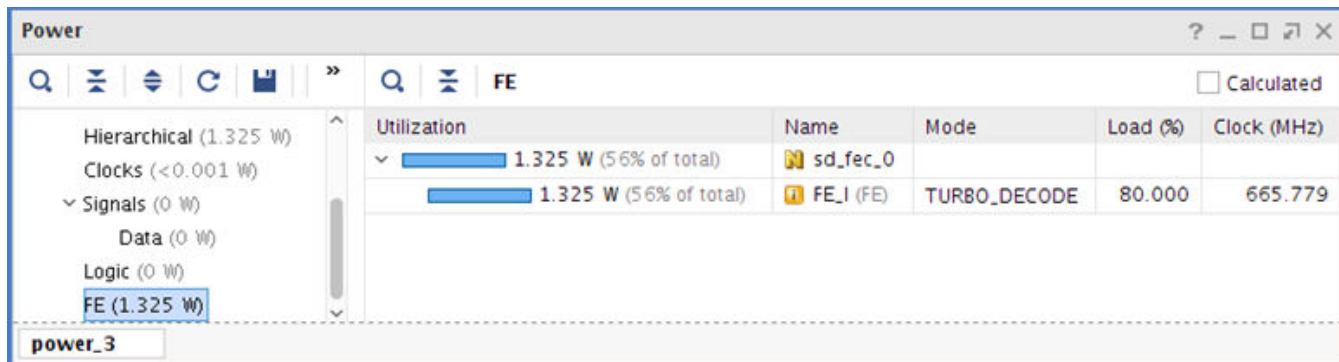 Power
FE
Calculated
Hierarchical (1.325 W)
Clocks (<0.001 W)
Signals (0 W)
Data (0 W)
Logic (0 W)
FE (1.325 W)
Utilization Name Mode Load (%) Clock (MHz)
1.325 W (56% of total) sd_fec_0
1.325 W (56% of total) FE_I (FE) TURBO_DECODE 80.000 665.779
power_3